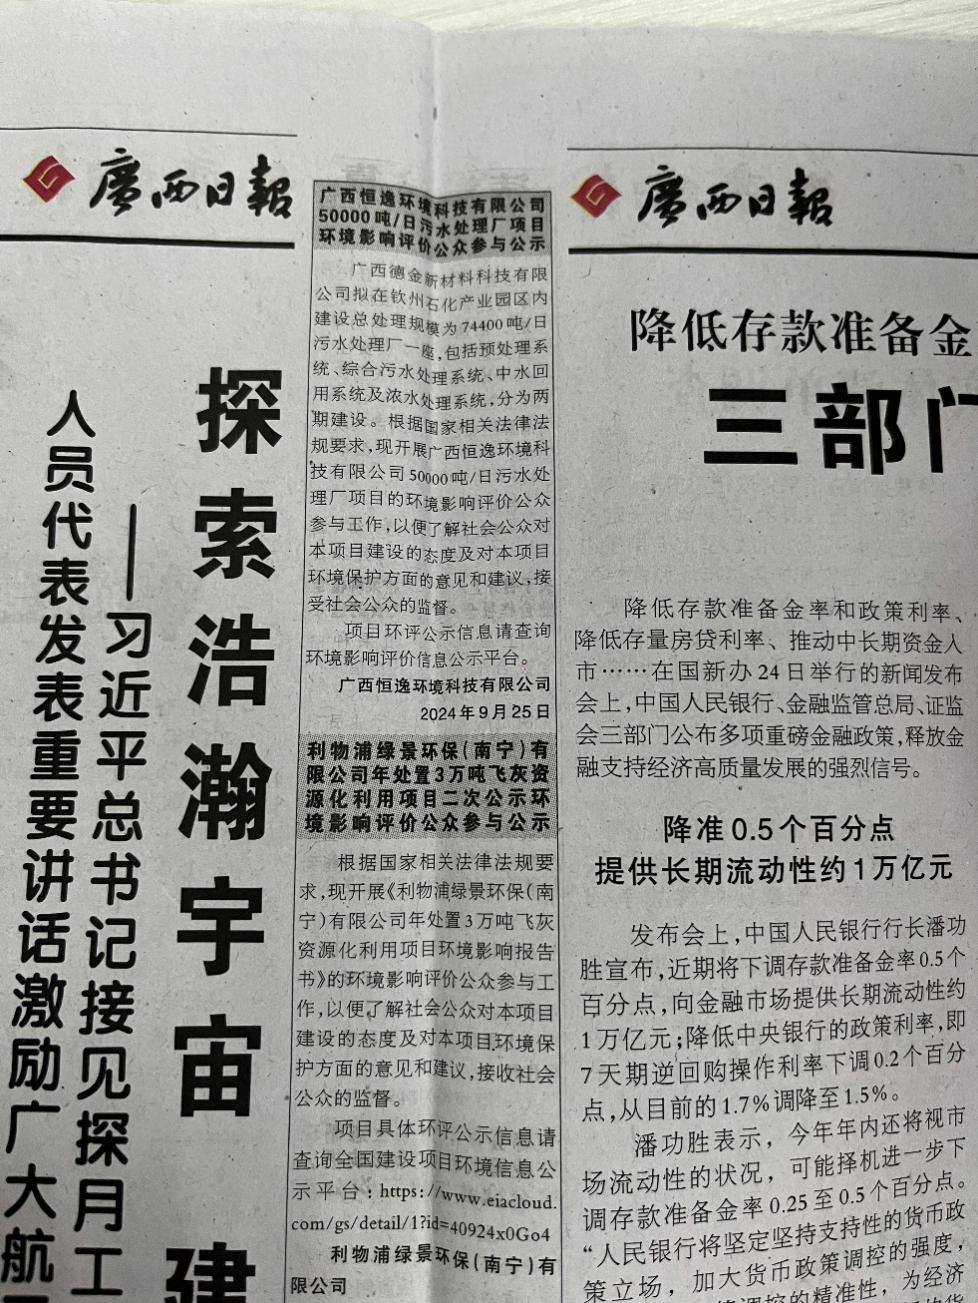 廣西日報
探索浩瀚宇宙 建
——习近平总书记接见探月工
人员代表发表重要讲话激励广大航天
广西恒逸环境科技有限公司
50000吨/日污水处理厂项目
环境影响评价公众参与公示
广西德金新材料科技有限
公司拟在钦州石化产业园区内
建设总处理规模为74400吨/日
污水处理厂一座,包括预处理系
统、综合污水处理系统、中水回
用系统及浓水处理系统,分为两
期建设。根据国家相关法律法
规要求,现开展广西恒逸环境科
技有限公司50000吨/日污水处
理厂项目的环境影响评价公众
参与工作,以便了解社会公众对
本项目建设的态度及对本项目
环境保护方面的意见和建议,接
受社会公众的监督。
项目环评公示信息请查询
环境影响评价信息公示平台。
广西恒逸环境科技有限公司
2024年9月25日
利物浦绿景环保(南宁)有
限公司年处置3万吨飞灰资
源化利用项目二次公示环
境影响评价公众参与公示
根据国家相关法律法规要
求,现开展《利物浦绿景环保(南
宁)有限公司年处置3万吨飞灰
资源化利用项目环境影响报告
书》的环境影响评价公众参与工
作,以便了解社会公众对本项目
建设的态度及对本项目环境保
护方面的意见和建议,接收社会
公众的监督。
项目具体环评公示信息请
查询全国建设项目环境信息公
示平台:https://www.eiacloud.
com/gs/detail/1?id=40924x0Go4
利物浦绿景环保(南宁)有
限公司
廣西日報
降低存款准备金
三部门
降低存款准备金率和政策利率、
降低存量房贷利率、推动中长期资金入
市……在国新办24日举行的新闻发布
会上,中国人民银行、金融监管总局、证监
会三部门公布多项重磅金融政策,释放金
融支持经济高质量发展的强烈信号。
降准0.5个百分点
提供长期流动性约1万亿元
发布会上,中国人民银行行长潘功
胜宣布,近期将下调存款准备金率0.5个
百分点,向金融市场提供长期流动性约
1万亿元;降低中央银行的政策利率,即
7天期逆回购操作利率下调0.2个百分
点,从目前的1.7%调降至1.5%。
潘功胜表示，今年年内还将视市
场流动性的状况，可能择机进一步下
调存款准备金率0.25至0.5个百分点。
“人民银行将坚定坚持支持性的货币政
策立场，加大货币政策调控的强度，
调控的精准性，为经济